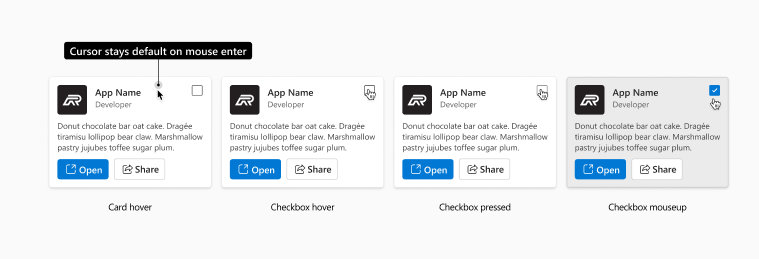 Cursor stays default on mouse enter
App Name
Developer
Donut chocolate bar oat cake. Dragée
tiramisu lollipop bear claw. Marshmallow
pastry jujubes toffee sugar plum.
Open
Share
Card hover
App Name
Developer
Donut chocolate bar oat cake. Dragée
tiramisu lollipop bear claw. Marshmallow
pastry jujubes toffee sugar plum.
Open
Share
Checkbox hover
App Name
Developer
Donut chocolate bar oat cake. Dragée
tiramisu lollipop bear claw. Marshmallow
pastry jujubes toffee sugar plum.
Open
Share
Checkbox pressed
App Name
Developer
Donut chocolate bar oat cake. Dragée
tiramisu lollipop bear claw. Marshmallow
pastry jujubes toffee sugar plum.
Open
Share
Checkbox mouseup